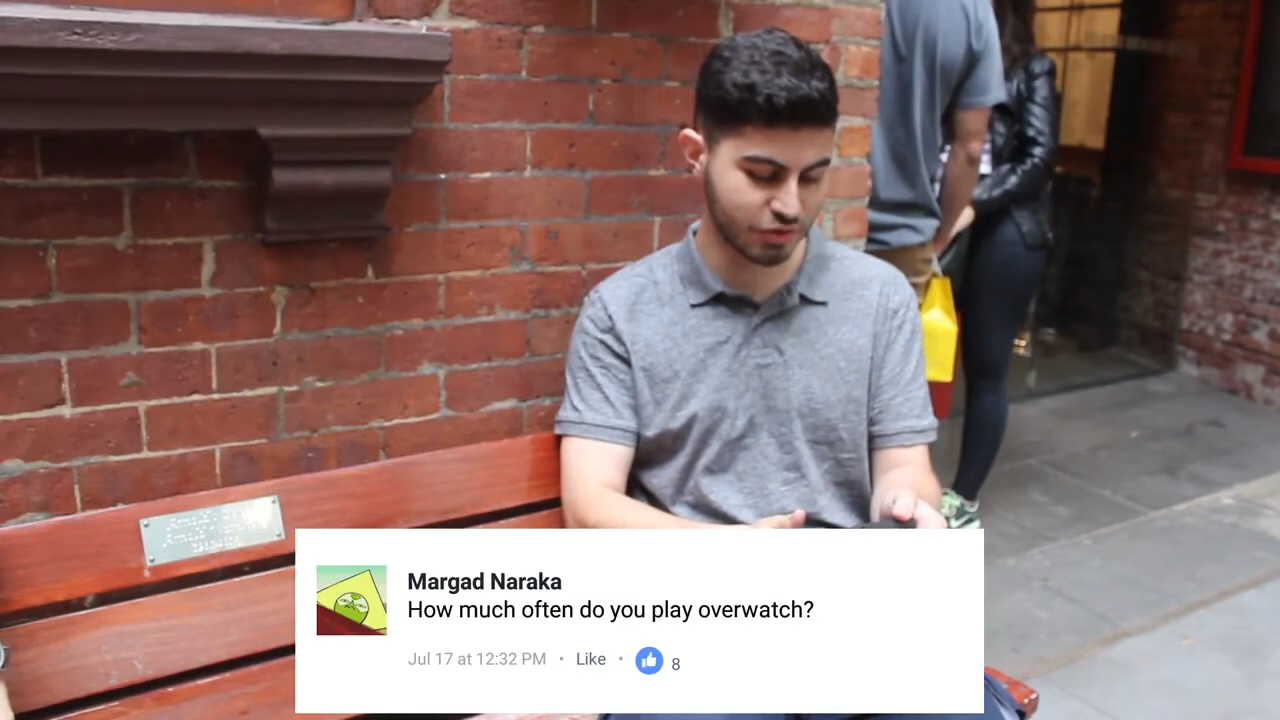 Margad Naraka
How much often do you play overwatch?
Jul 17 at 12:32 PM • Like • 8